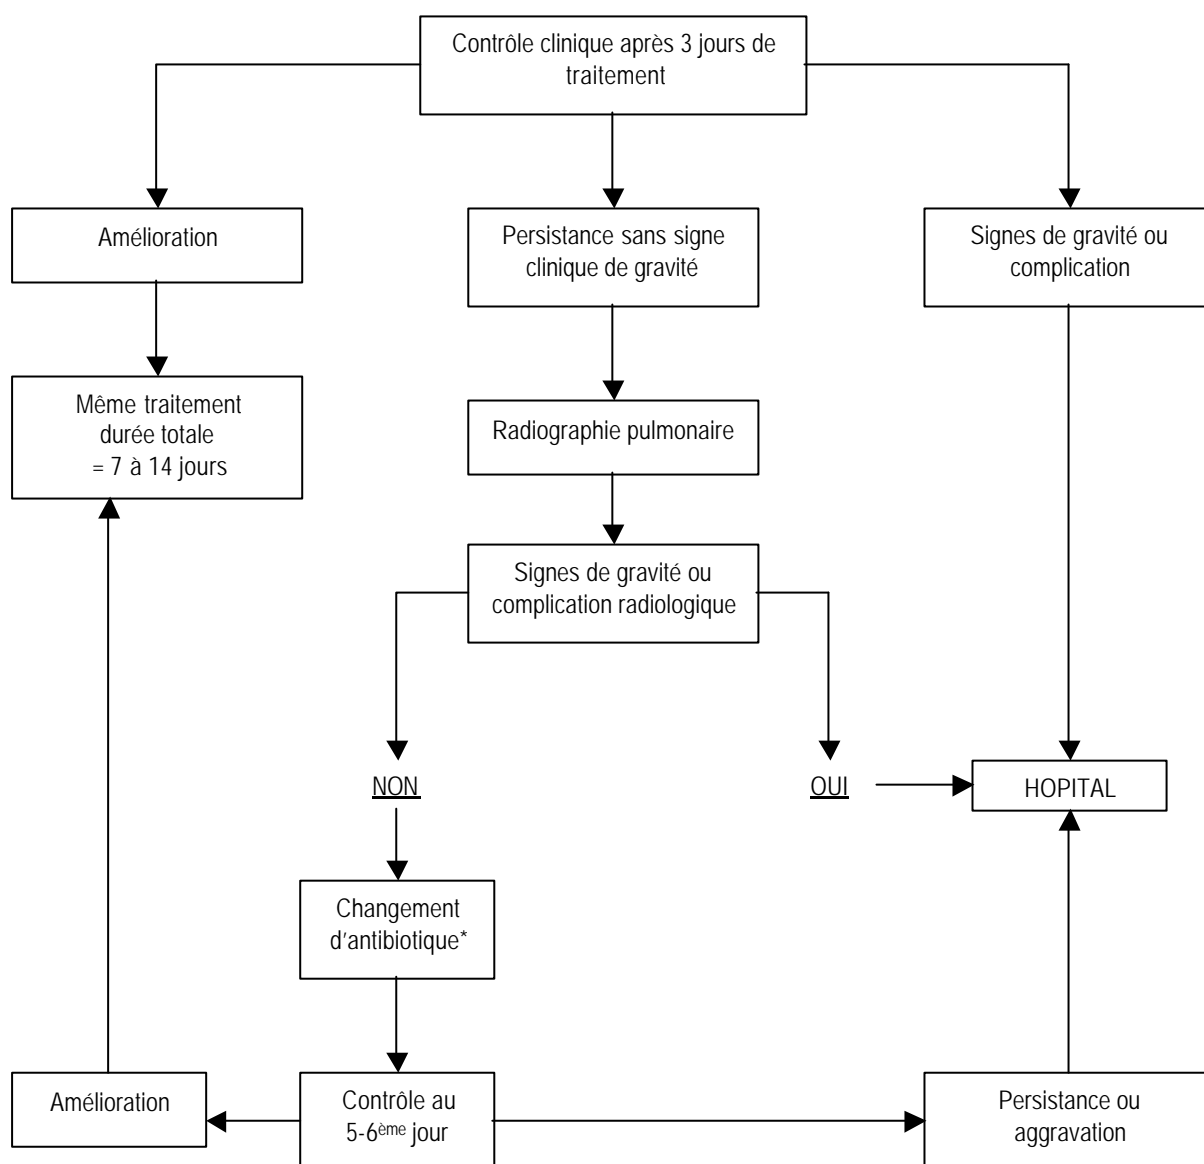 Contrôle clinique après 3 jours de
traitement
Amélioration
Persistance sans signe
clinique de gravité
Signes de gravité ou
complication
Même traitement
durée totale
= 7 à 14 jours
Radiographie pulmonaire
Signes de gravité ou
complication radiologique
NON
OUI
HOPITAL
Changement
d'antibiotique*
Amélioration
Contrôle au
5-6ème jour
Persistance ou
aggravation